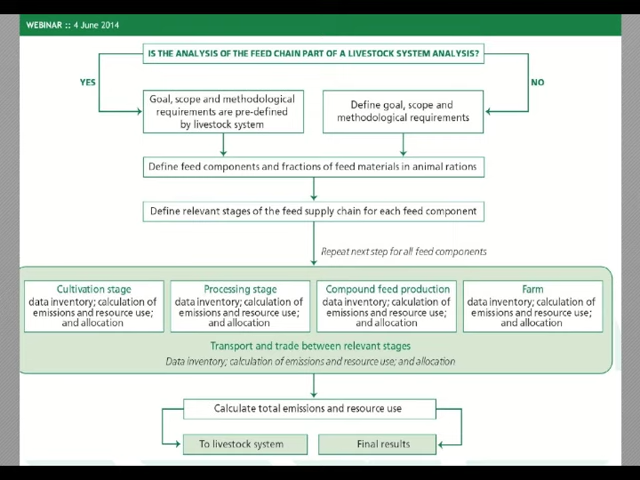 WEBINAR :: 4 June 2014
IS THE ANALYSIS OF THE FEED CHAIN PART OF A LIVESTOCK SYSTEM ANALYSIS?
YES
NO
Goal, scope and methodological
requirements are pre-defined
by livestock system
Define goal, scope and
methodological requirements
Define feed components and fractions of feed materials in animal rations
Define relevant stages of the feed supply chain for each feed component
Repeat next step for all feed components
Cultivation stage
data inventory; calculation of
emissions and resource use;
and allocation
Processing stage
data inventory; calculation of
emissions and resource use;
and allocation
Compound feed production
data inventory; calculation of
emissions and resource use;
and allocation
Farm
data inventory; calculation of
emissions and resource use;
and allocation
Transport and trade between relevant stages
Data inventory; calculation of emissions and resource use; and allocation
Calculate total emissions and resource use
To livestock system
Final results